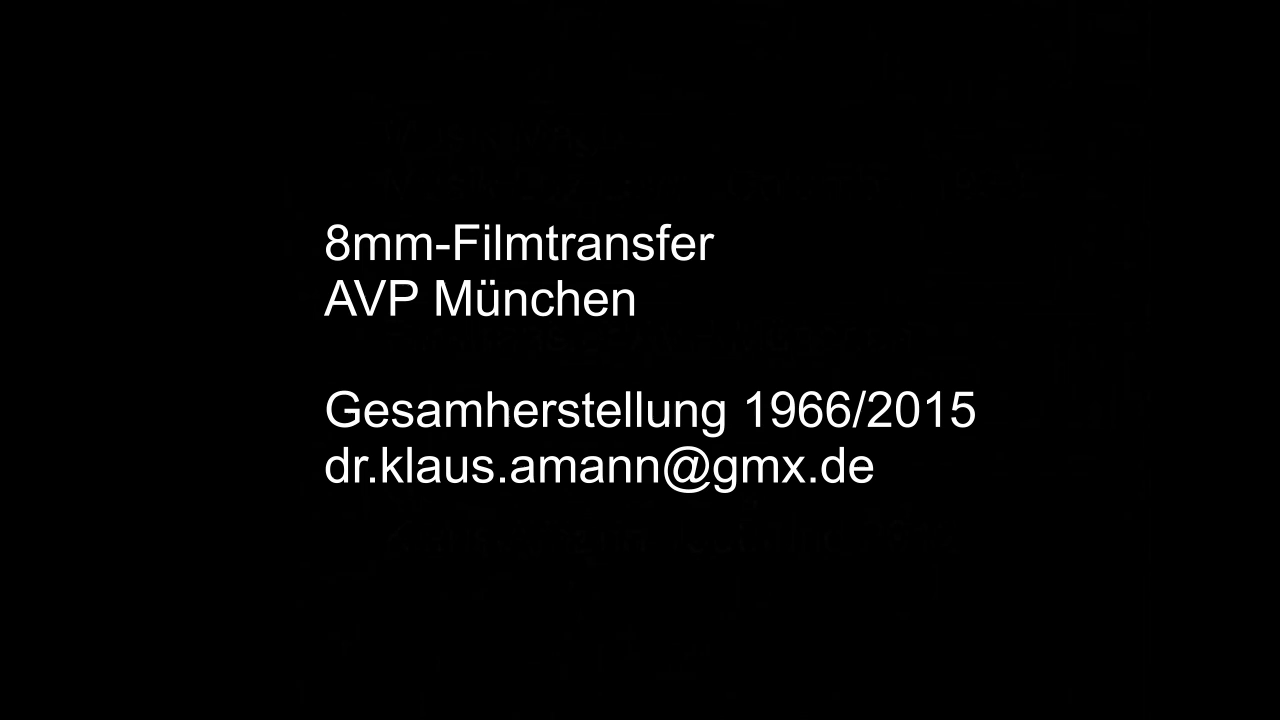 8mm-Filmtransfer
AVP München
Gesamherstellung 1966/2015
dr.klaus.amann@gmx.de